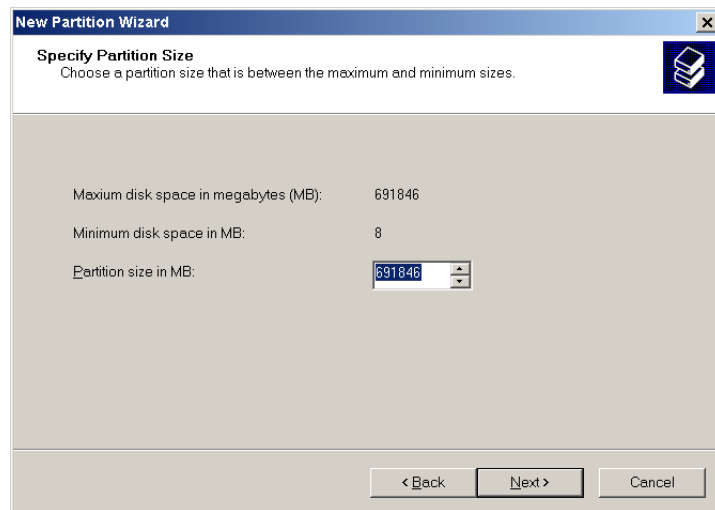 New Partition Wizard
Specify Partition Size
Choose a partition size that is between the maximum and minimum sizes.
Maxium disk space in megabytes (MB): 691846
Minimum disk space in MB: 8
Partition size in MB: 691846
< Back Next > Cancel